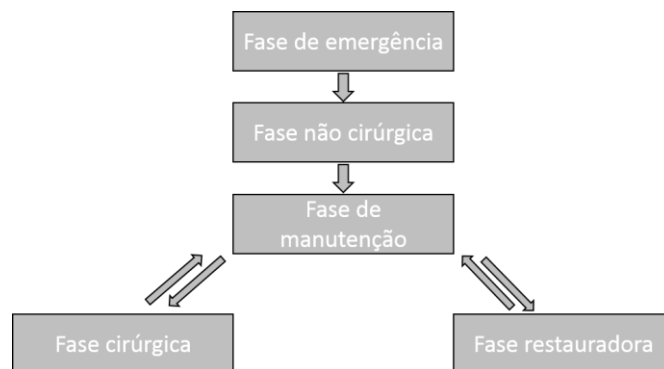 Fase de emergência
Fase não cirúrgica
Fase de
manutenção
Fase cirúrgica
Fase restauradora